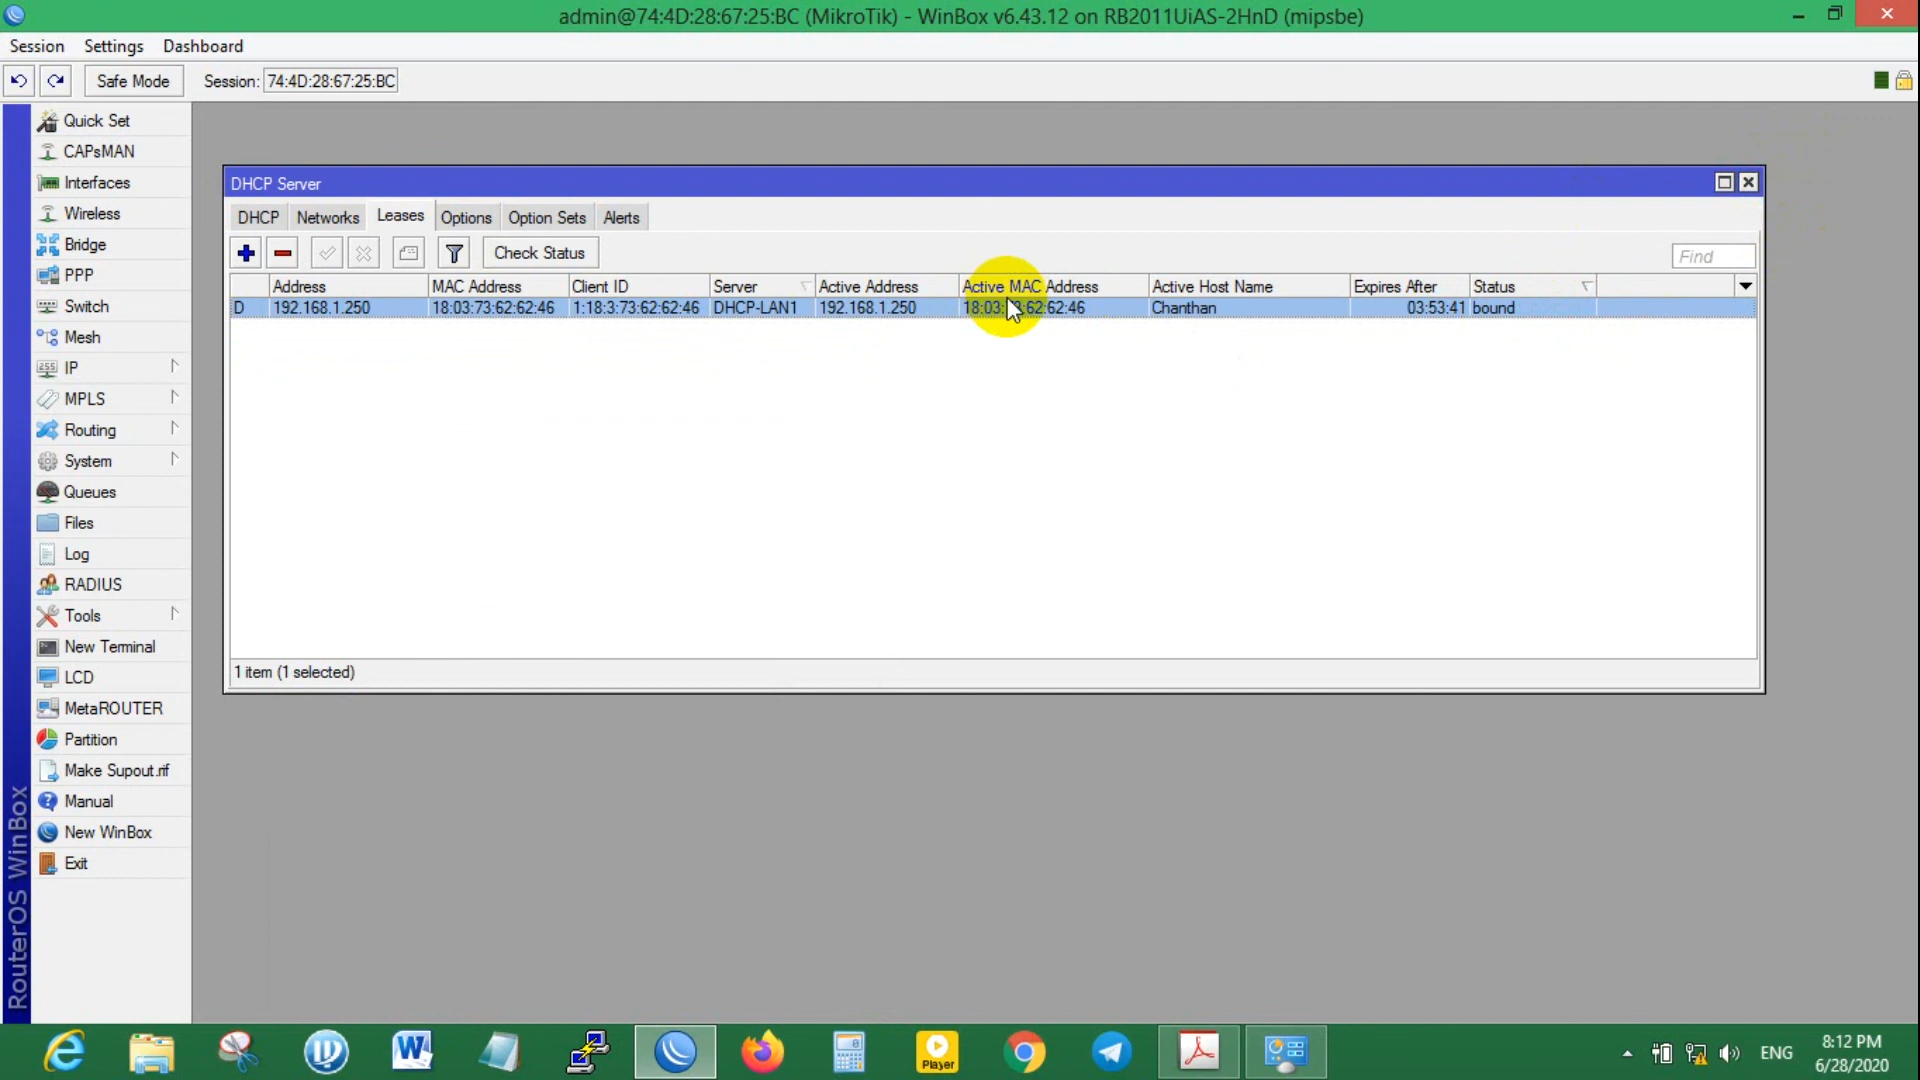 admin@74:4D:28:67:25:BC (MikroTik) - WinBox v6.43.12 on RB2011UiAS-2HnD (mipsbe)
Session Settings Dashboard
Safe Mode Session: 74:4D:28:67:25:BC
Quick Set
CAPsMAN
Interfaces
Wireless
Bridge
PPP
Switch
Mesh
IP
MPLS
Routing
System
Queues
Files
Log
RADIUS
Tools
New Terminal
LCD
MetaROUTER
Partition
Make Supout.rif
Manual
New WinBox
Exit
RouterOS WinBox
DHCP Server
DHCP Networks Leases Options Option Sets Alerts
Check Status Find
Address MAC Address Client ID Server Active Address Active MAC Address Active Host Name Expires After Status
D 192.168.1.250 18:03:73:62:62:46 1:18:3:73:62:62:46 DHCP-LAN1 192.168.1.250 18:03:73:62:62:46 Chanthan 03:53:41 bound
1 item (1 selected)
Player
ENG
8:12 PM
6/28/2020